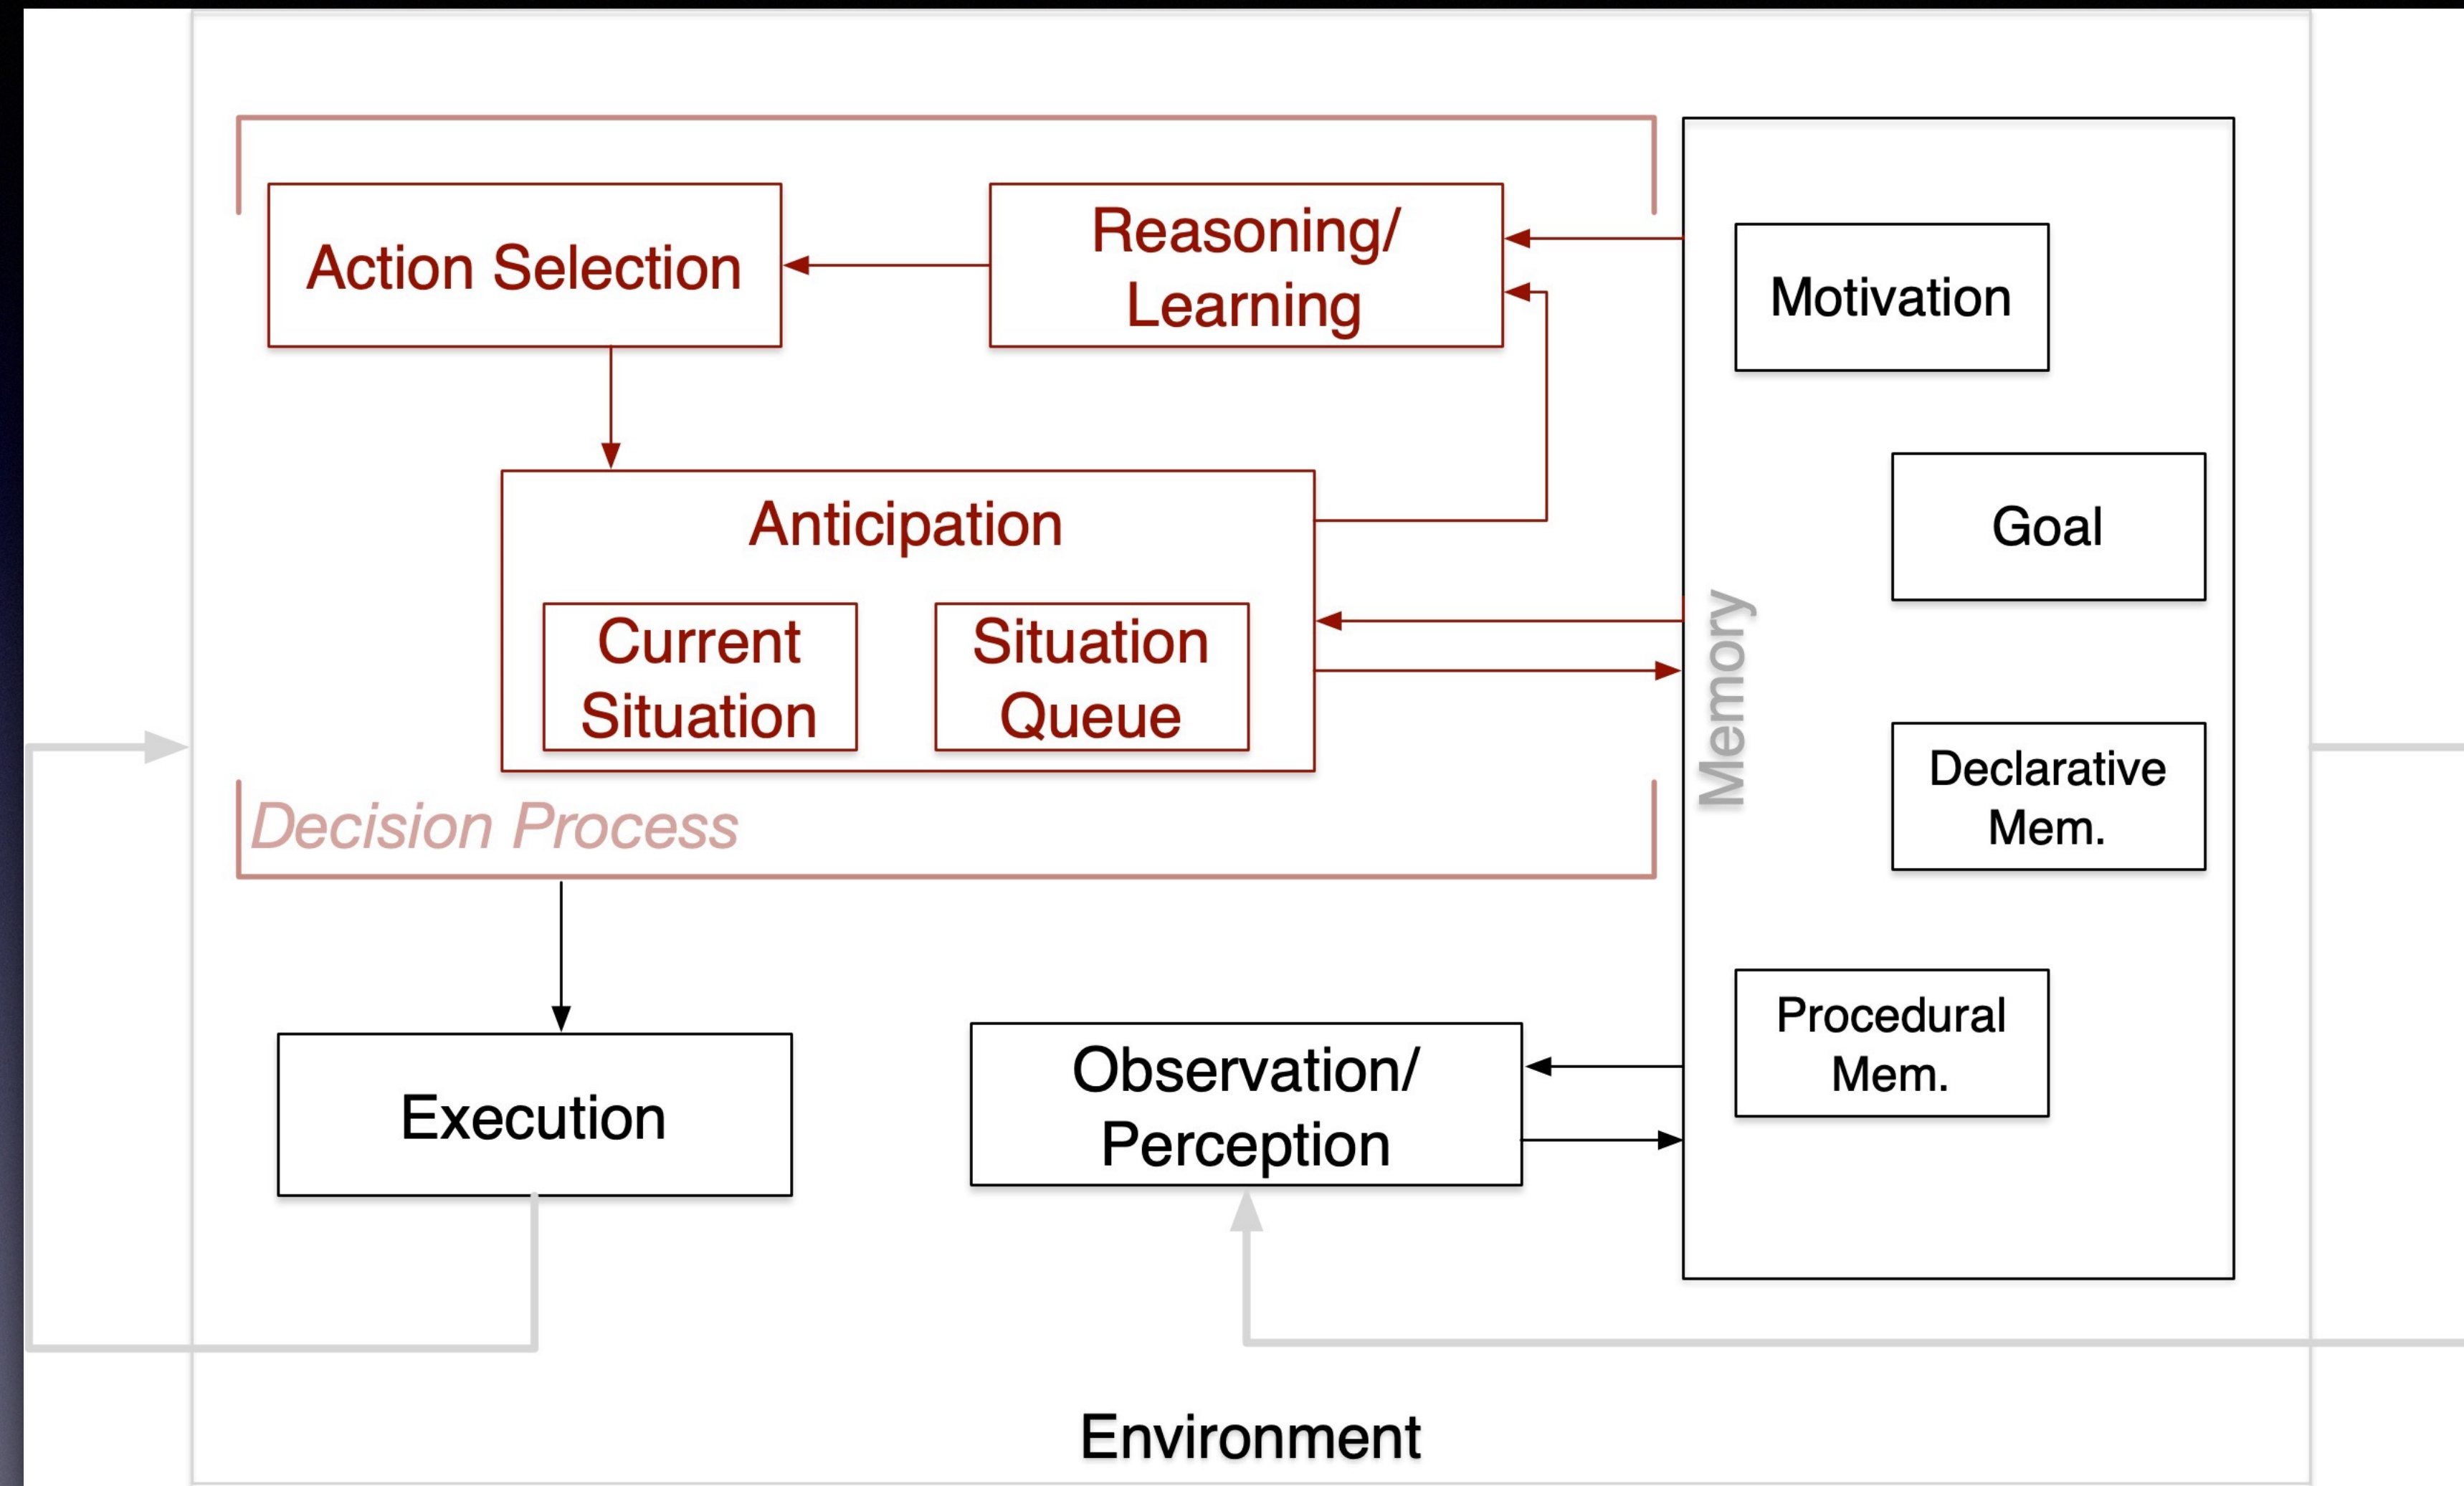 Action Selection
Reasoning/
Learning
Motivation
Anticipation
Goal
Current
Situation
Situation
Queue
Memory
Declarative
Mem.
Decision Process
Procedural
Mem.
Execution
Observation/
Perception
Environment